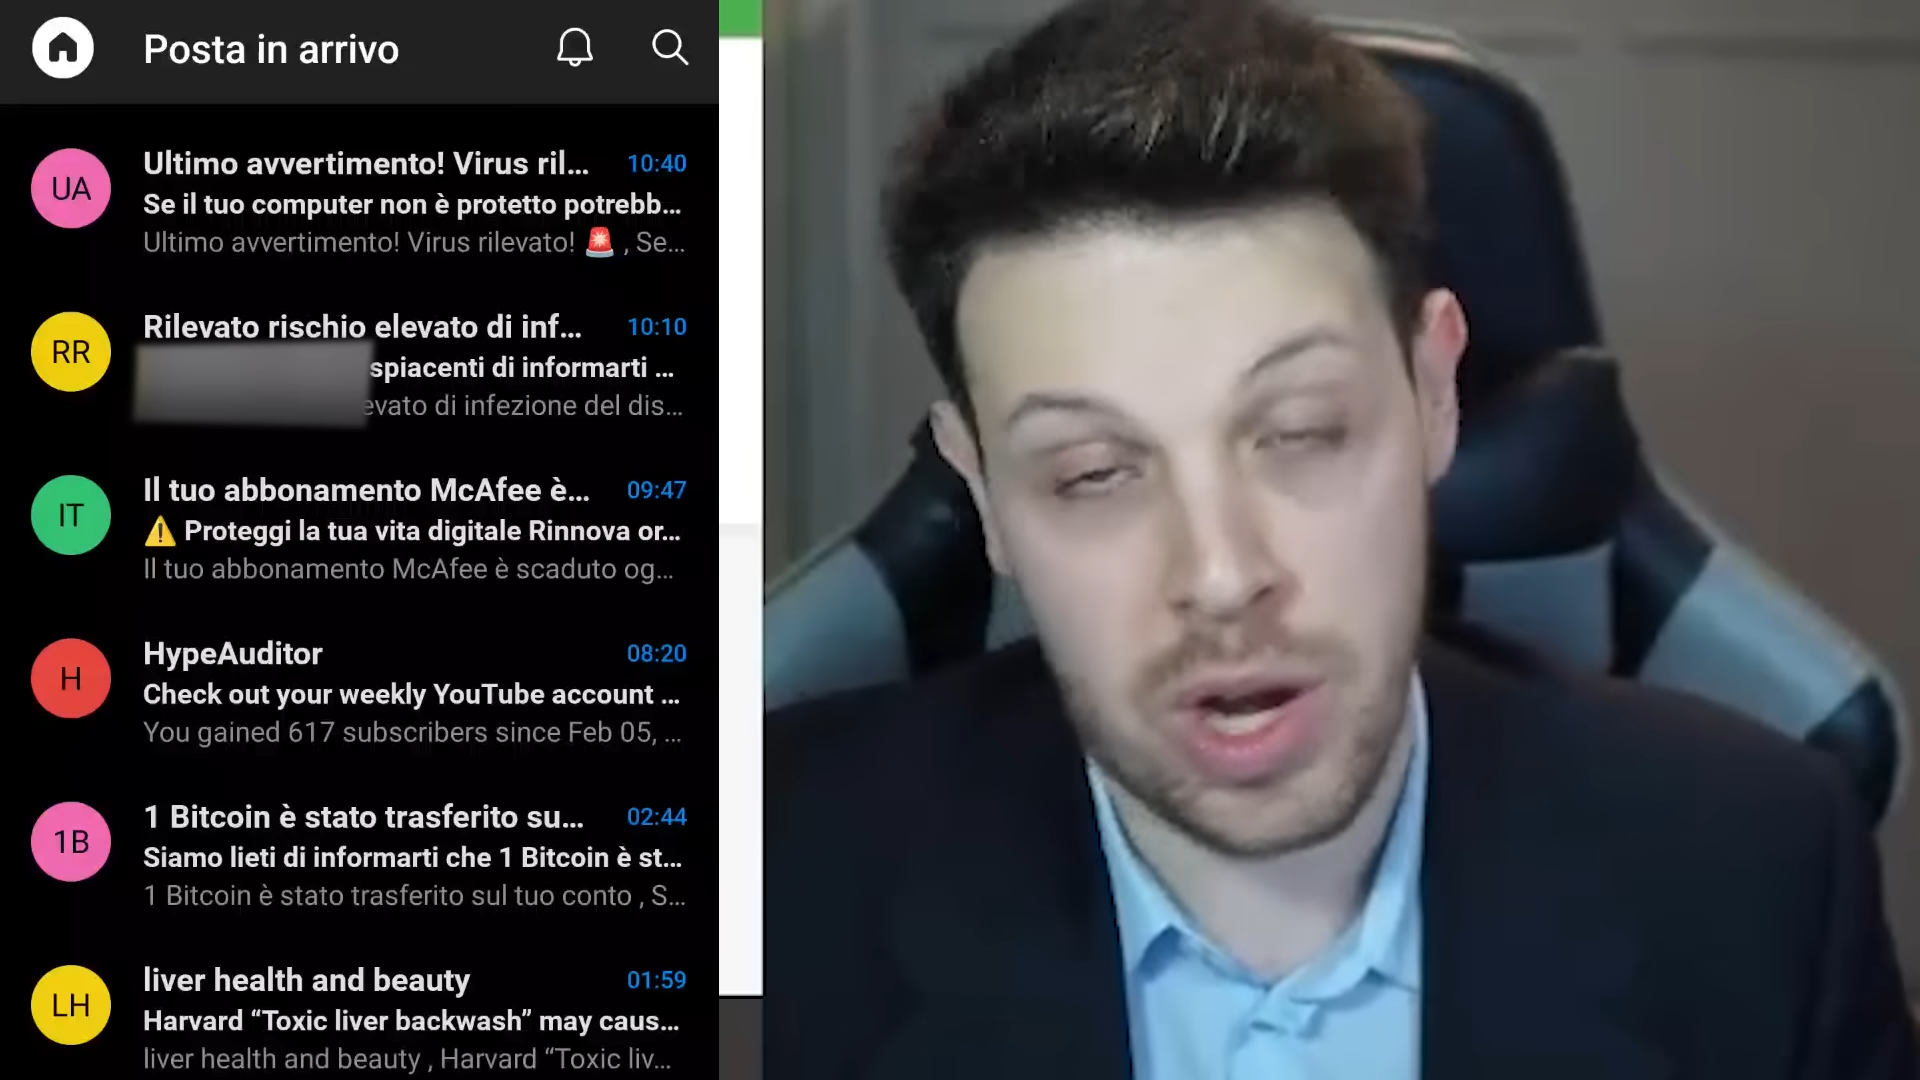 Posta in arrivo
UA
Ultimo avvertimento! Virus ril...
10:40
Se il tuo computer non è protetto potrebb...
Ultimo avvertimento! Virus rilevato! 🚨 , Se...
RR
Rilevato rischio elevato di inf...
10:10
spiacenti di informarti ...
evato di infezione del dis...
IT
Il tuo abbonamento McAfee è...
09:47
⚠️ Proteggi la tua vita digitale Rinnova or...
Il tuo abbonamento McAfee è scaduto og...
H
HypeAuditor
08:20
Check out your weekly YouTube account ...
You gained 617 subscribers since Feb 05, ...
1B
1 Bitcoin è stato trasferito su...
02:44
Siamo lieti di informarti che 1 Bitcoin è st...
1 Bitcoin è stato trasferito sul tuo conto , S...
LH
liver health and beauty
01:59
Harvard “Toxic liver backwash” may caus...
liver health and beauty , Harvard “Toxic liv...